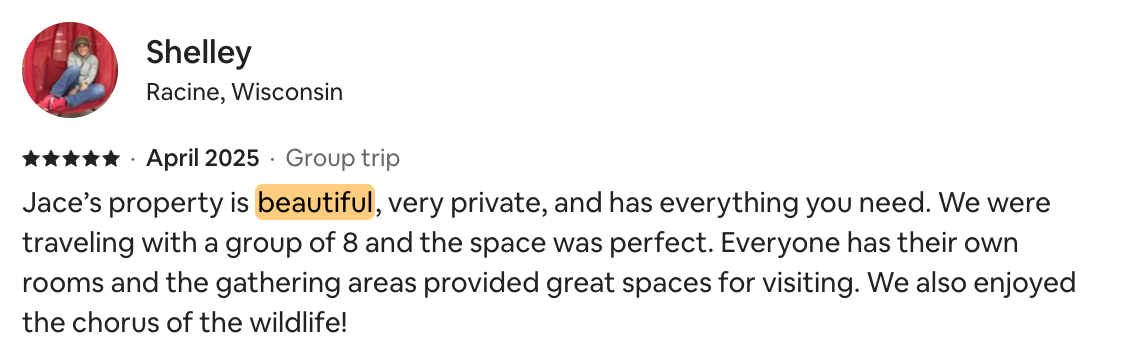 Shelley
Racine, Wisconsin
★★★★★ · April 2025 · Group trip
Jace’s property is beautiful, very private, and has everything you need. We were
traveling with a group of 8 and the space was perfect. Everyone has their own
rooms and the gathering areas provided great spaces for visiting. We also enjoyed
the chorus of the wildlife!